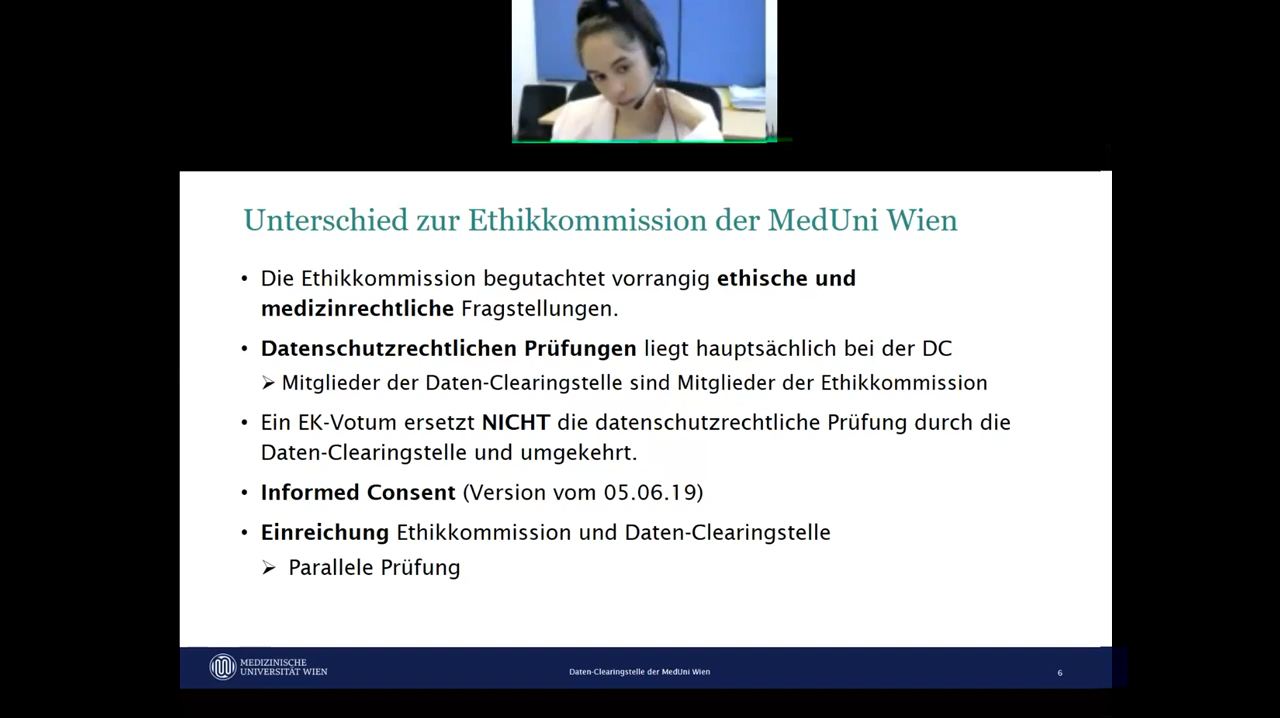 Unterschied zur Ethikkommission der MedUni Wien
• Die Ethikkommission begutachtet vorrangig ethische und
medizinrechtliche Fragstellungen.
• Datenschutzrechtlichen Prüfungen liegt hauptsächlich bei der DC
➢ Mitglieder der Daten-Clearingstelle sind Mitglieder der Ethikkommission
• Ein EK-Votum ersetzt NICHT die datenschutzrechtliche Prüfung durch die
Daten-Clearingstelle und umgekehrt.
• Informed Consent (Version vom 05.06.19)
• Einreichung Ethikkommission und Daten-Clearingstelle
➢ Parallele Prüfung
MEDIZINISCHE
UNIVERSITÄT WIEN
Daten-Clearingstelle der MedUni Wien
6